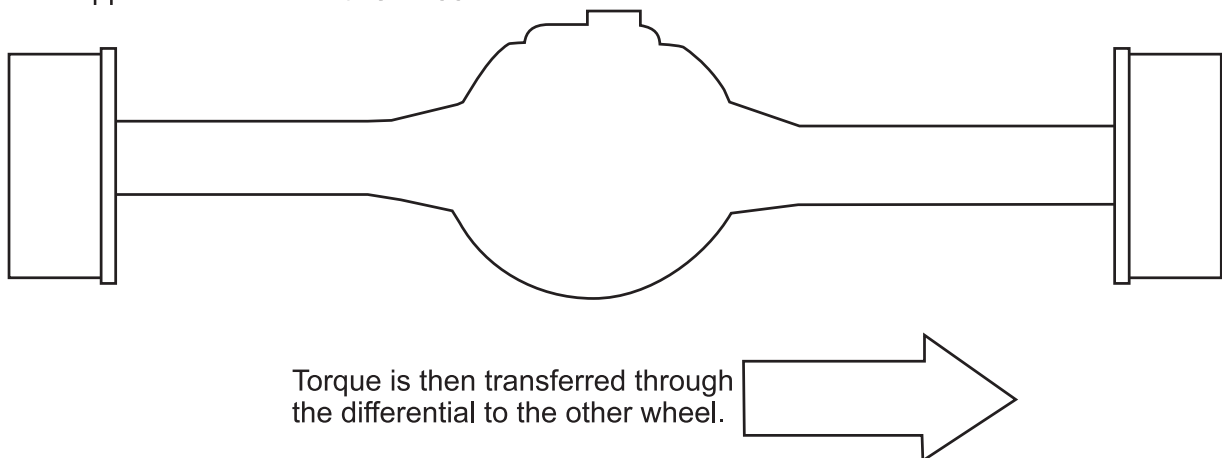 Torque is then transferred through
the differential to the other wheel.